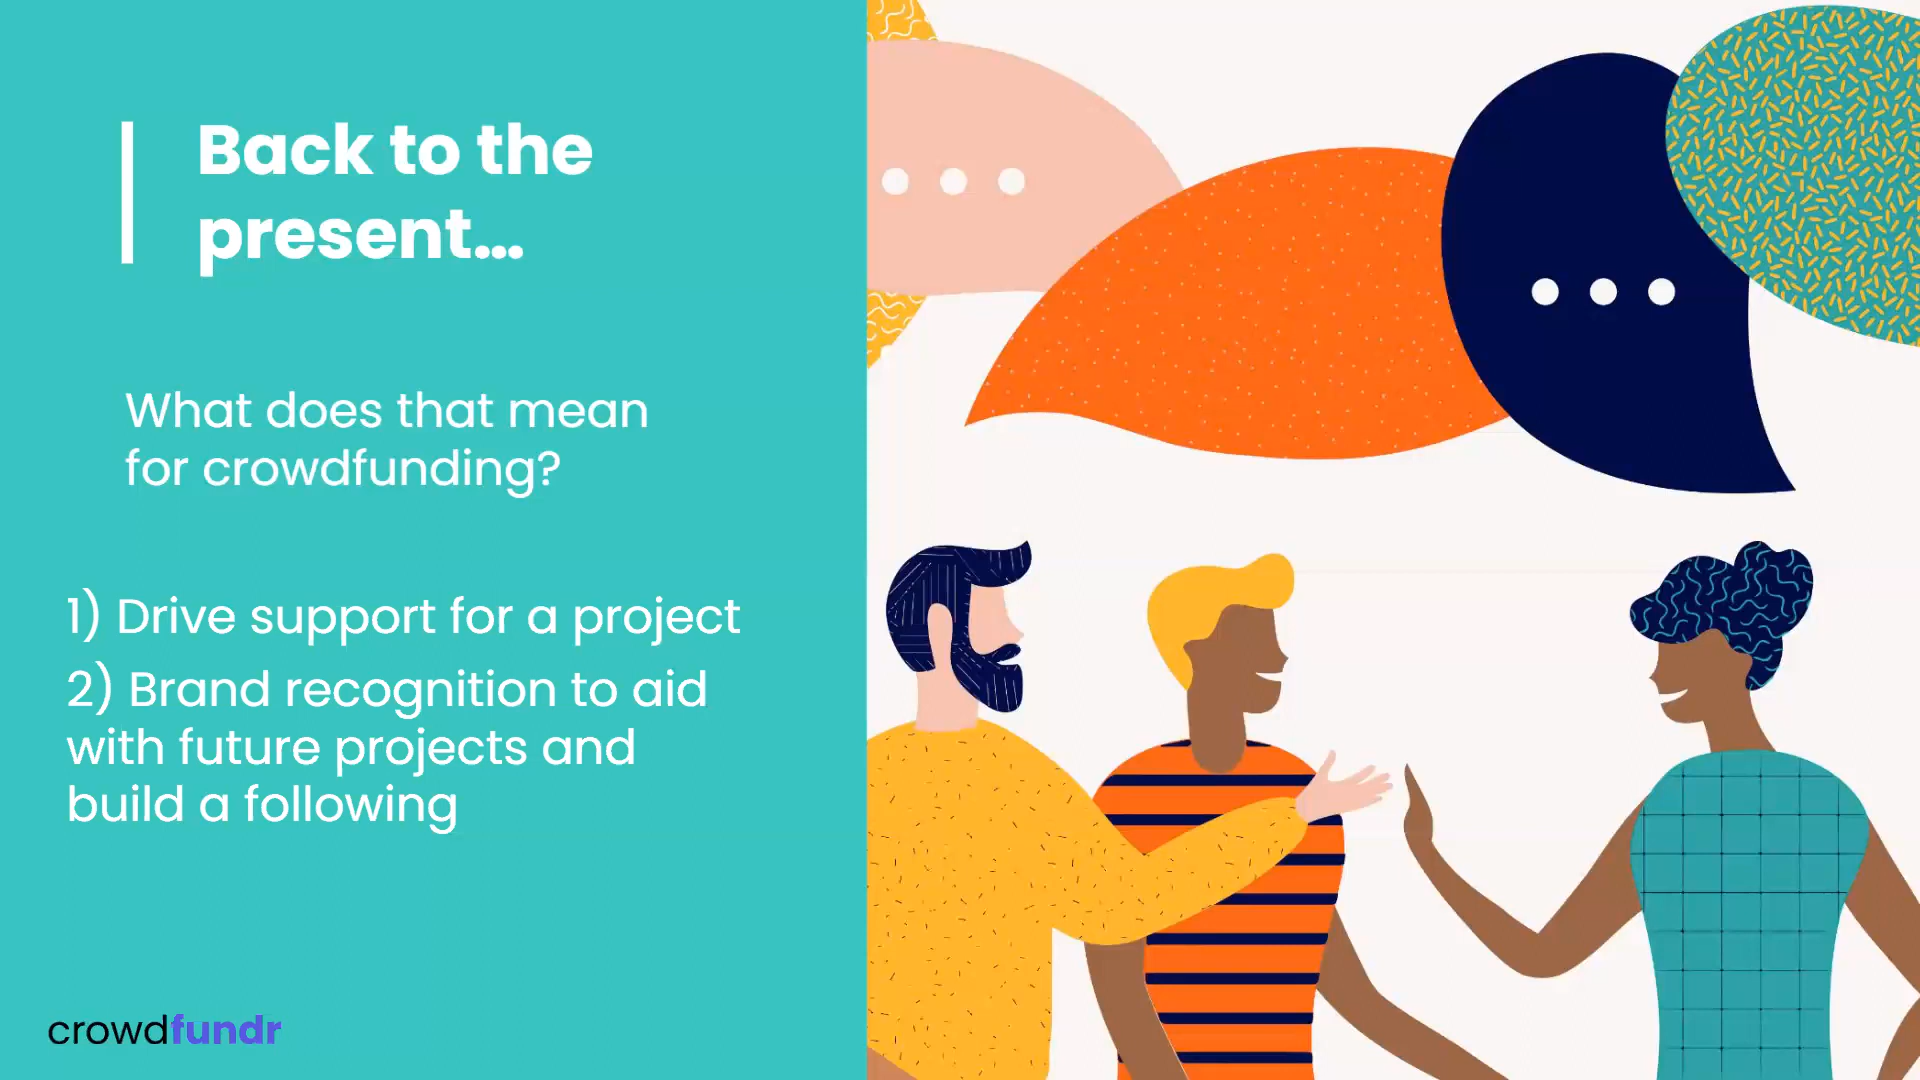 Back to the
present...
What does that mean
for crowdfunding?
1) Drive support for a project
2) Brand recognition to aid
with future projects and
build a following
crowdfundr